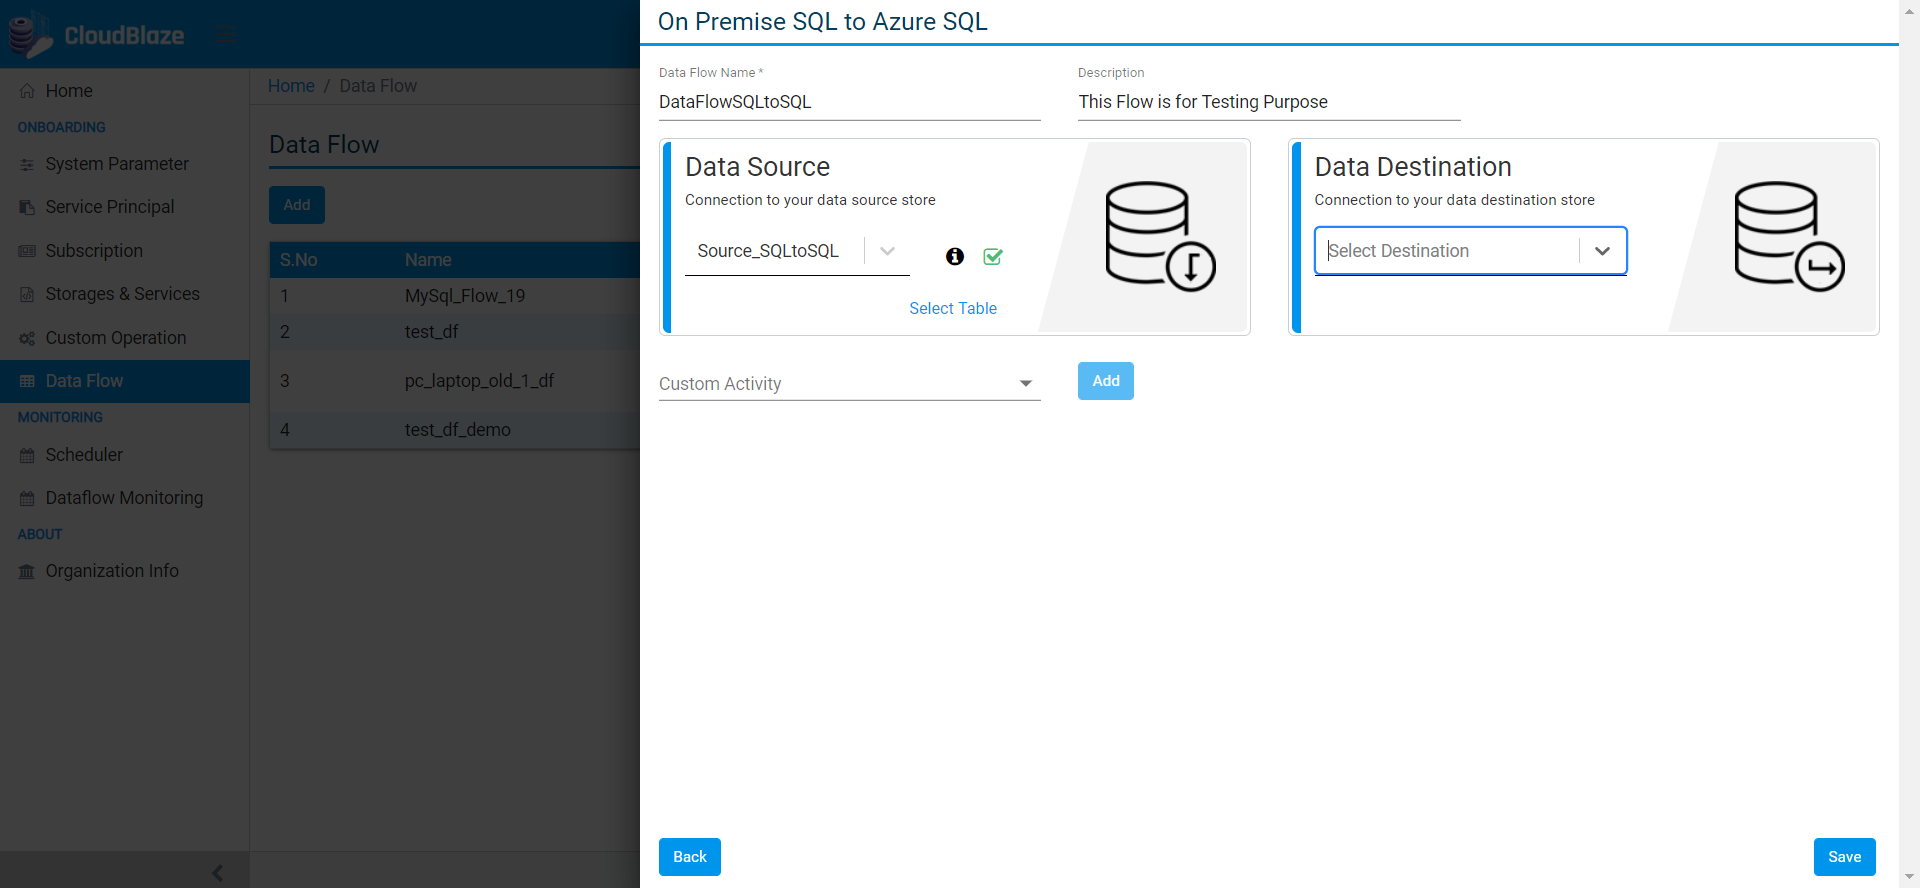 CloudBlaze
Home
ONBOARDING
System Parameter
Service Principal
Subscription
Storages & Services
Custom Operation
Data Flow
MONITORING
Scheduler
Dataflow Monitoring
ABOUT
Organization Info
Home / Data Flow
Data Flow
Add
S.No Name
1 MySql_Flow_19
2 test_df
3 pc_laptop_old_1_df
4 test_df_demo
On Premise SQL to Azure SQL
Data Flow Name *
DataFlowSQLtoSQL
Description
This Flow is for Testing Purpose
Data Source
Connection to your data source store
Source_SQLtoSQL
Select Table
Data Destination
Connection to your data destination store
Select Destination
Custom Activity
Add
Back
Save